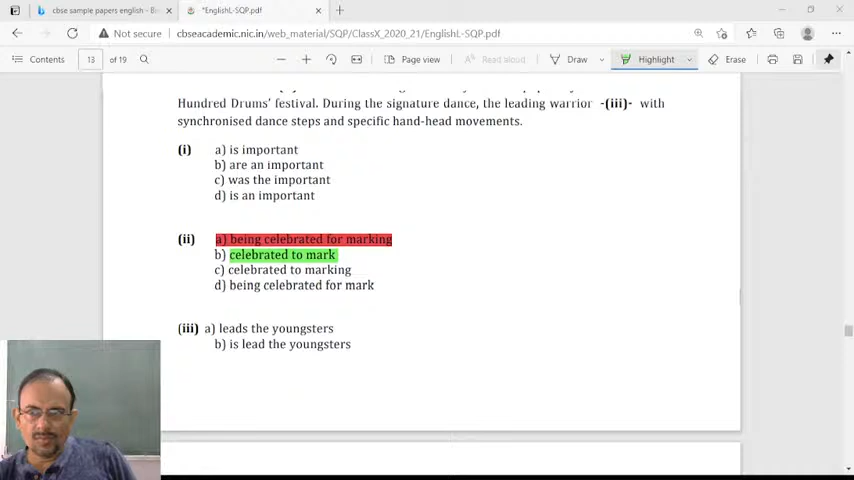 cbse sample papers english - Bin
*EnglishL-SQP.pdf
Not secure
cbseacademic.nic.in/web_material/SQP/ClassX_2020_21/EnglishL-SQP.pdf
Contents
13 of 19
Page view
Read aloud
Draw
Highlight
Erase
Hundred Drums' festival. During the signature dance, the leading warrior -(iii)- with
synchronised dance steps and specific hand-head movements.
(i) a) is important
b) are an important
c) was the important
d) is an important
(ii) a) being celebrated for marking
b) celebrated to mark
c) celebrated to marking
d) being celebrated for mark
(iii) a) leads the youngsters
b) is lead the youngsters